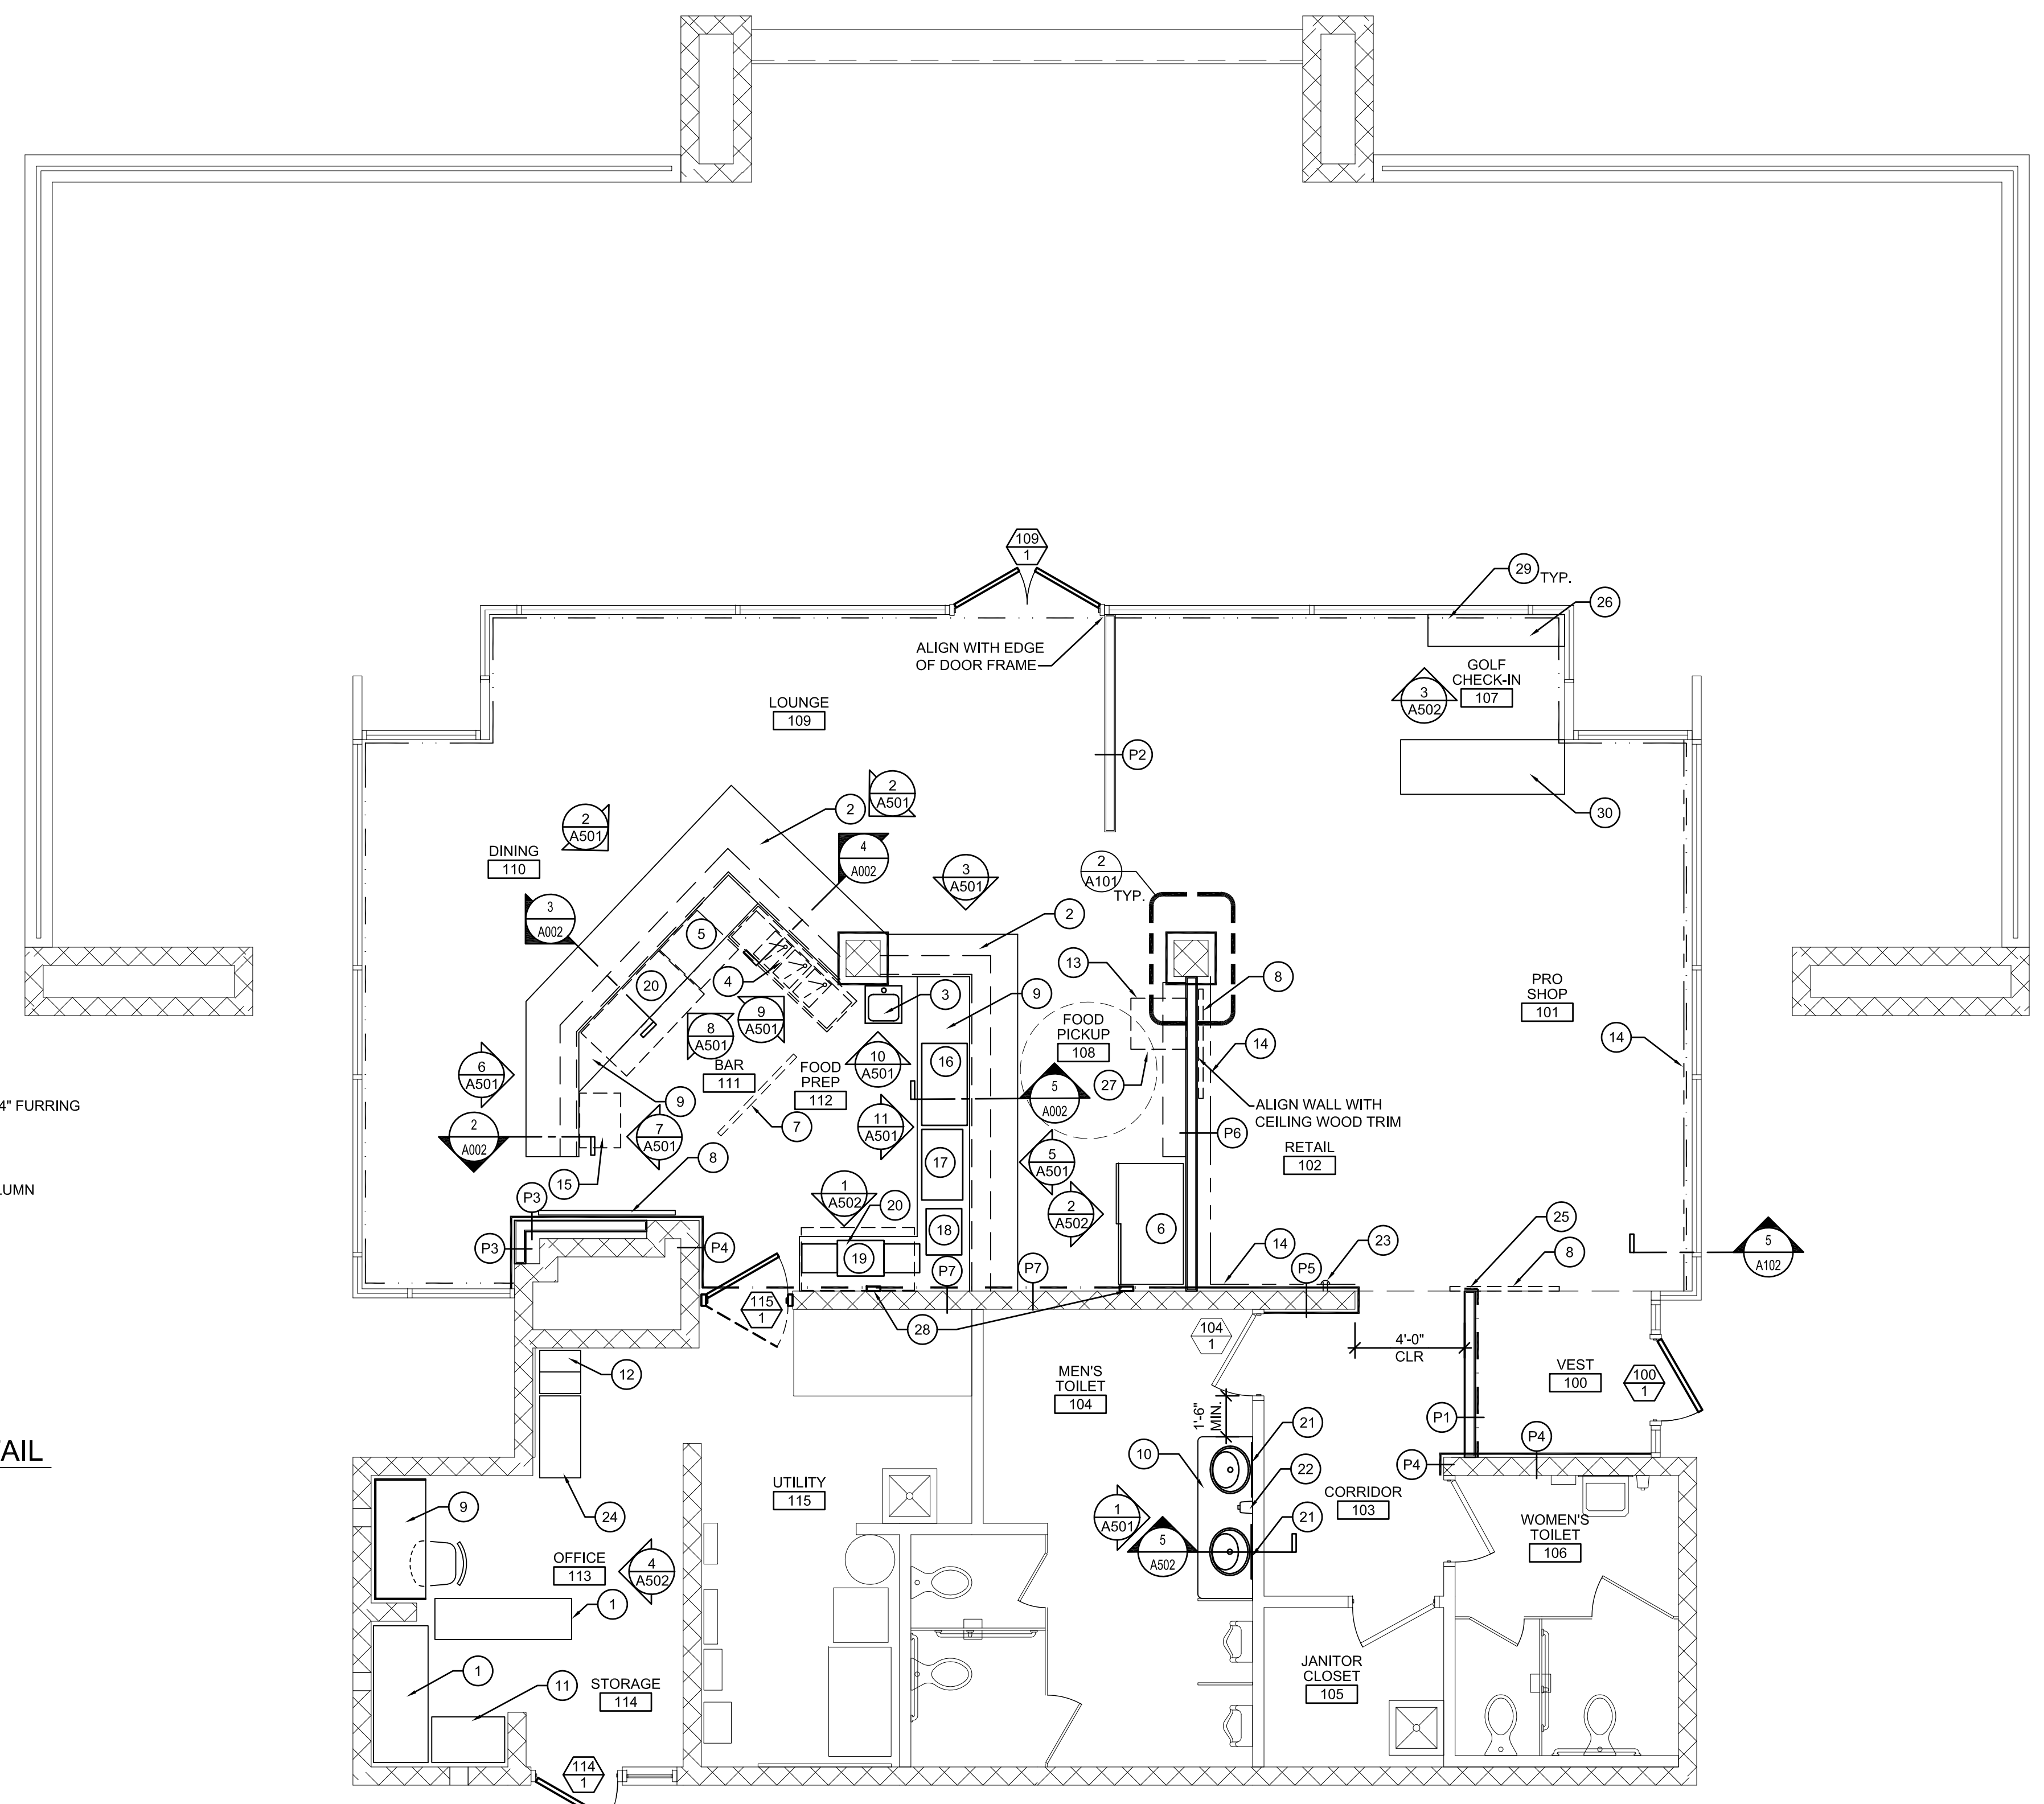 109
1
29
TYP.
26
ALIGN WITH EDGE
OF DOOR FRAME
GOLF
CHECK-IN
107
3
A502
LOUNGE
109
P2
2
A501
2
30
2
A501
DINING
110
4
A002
3
A501
2
A101
TYP.
3
A002
2
5
4
20
3
9
13
8
PRO
SHOP
101
14
8
A501
9
A501
FOOD
PICKUP
108
14
27
6
A501
BAR
111
FOOD
PREP
112
10
A501
16
5
A002
4" FURRING
9
ALIGN WALL WITH
CEILING WOOD TRIM
2
A002
7
A501
7
11
A501
P6
RETAIL
102
8
17
5
A501
LUMN
15
P3
1
A502
20
2
A502
25
P3
P4
18
6
14
23
8
5
A102
19
P7
P7
P5
115
1
28
104
1
4'-0"
CLR
12
MEN'S
TOILET
104
VEST
100
100
1
1'-6"
MIN.
P1
TAIL
10
21
P4
P4
22
UTILITY
115
CORRIDOR
103
9
24
1
A501
21
WOMEN'S
TOILET
106
OFFICE
113
4
A502
5
A502
1
1
11
STORAGE
114
JANITOR
CLOSET
105
114
1